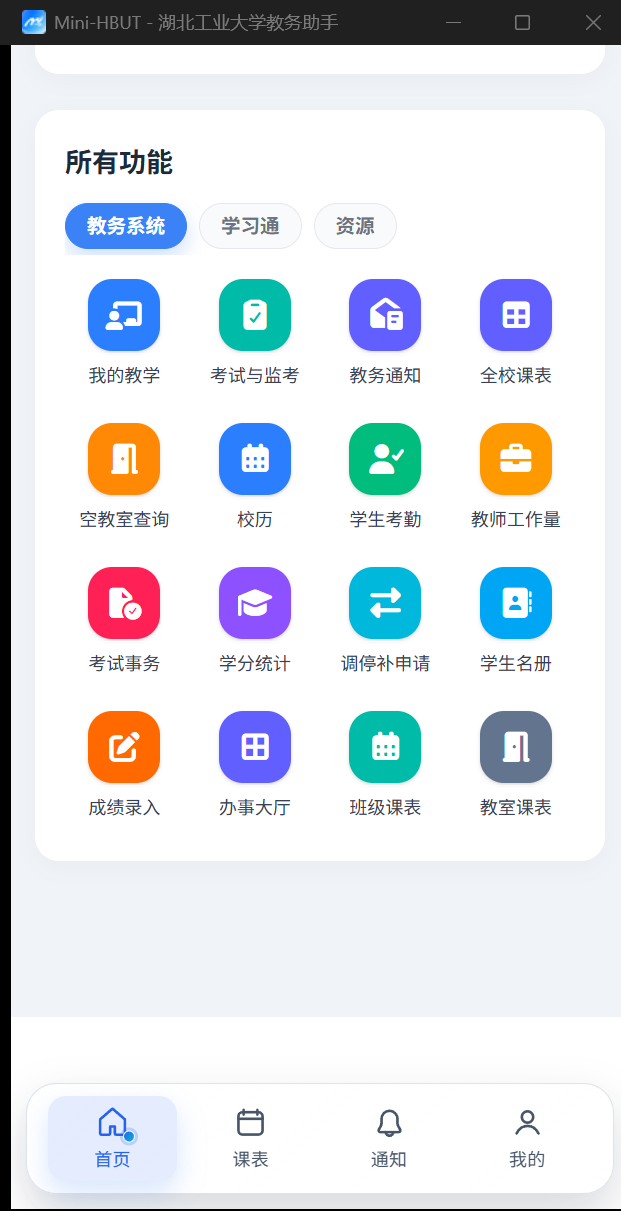 Mini-HBUT - 湖北工业大学教务助手
所有功能
教务系统 学习通 资源
我的教学 考试与监考 教务通知 全校课表
空教室查询 校历 学生考勤 教师工作量
考试事务 学分统计 调停补申请 学生名册
成绩录入 办事大厅 班级课表 教室课表
首页 课表 通知 我的